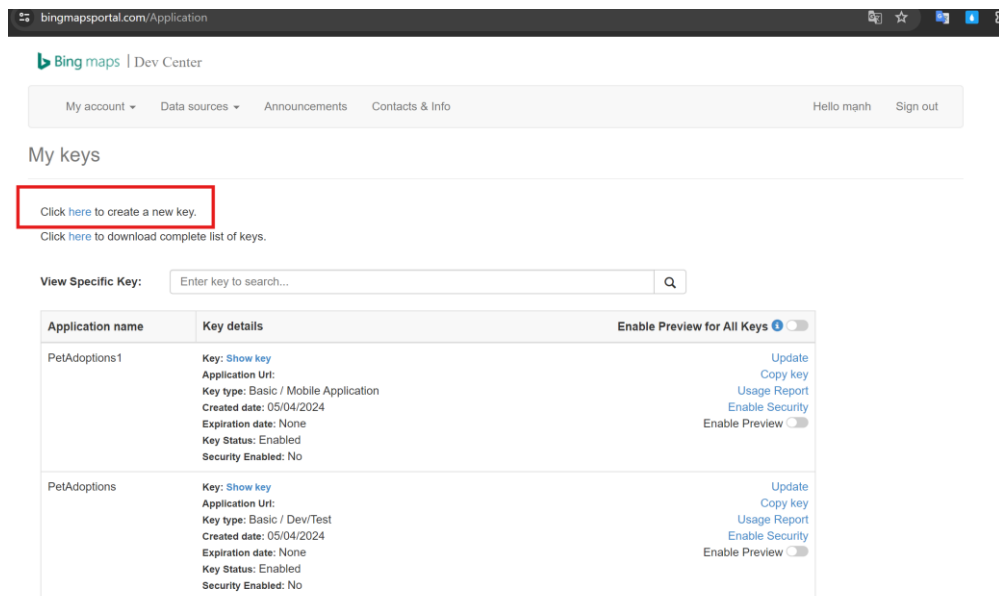 bingmapsportal.com/Application
Bing maps | Dev Center
My account Data sources Announcements Contacts & Info Hello mạnh Sign out
My keys
Click here to create a new key.
Click here to download complete list of keys.
View Specific Key: Enter key to search...
Application name Key details Enable Preview for All Keys
PetAdoptions1 Key: Show key Update
Application Url: Copy key
Key type: Basic / Mobile Application Usage Report
Created date: 05/04/2024 Enable Security
Expiration date: None Enable Preview
Key Status: Enabled
Security Enabled: No
PetAdoptions Key: Show key Update
Application Url: Copy key
Key type: Basic / Dev/Test Usage Report
Created date: 05/04/2024 Enable Security
Expiration date: None Enable Preview
Key Status: Enabled
Security Enabled: No